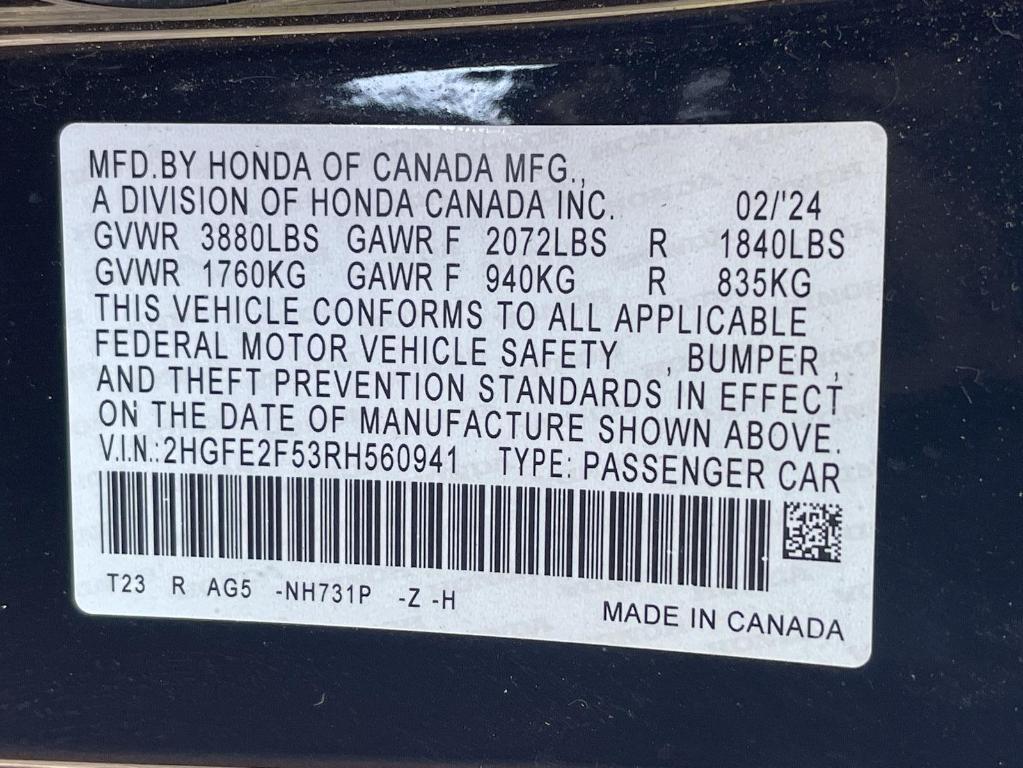 MFD.BY HONDA OF CANADA MFG.,
A DIVISION OF HONDA CANADA INC. 02/'24
GVWR 3880LBS GAWR F 2072LBS R 1840LBS
GVWR 1760KG GAWR F 940KG R 835KG
THIS VEHICLE CONFORMS TO ALL APPLICABLE
FEDERAL MOTOR VEHICLE SAFETY , BUMPER ,
AND THEFT PREVENTION STANDARDS IN EFFECT
ON THE DATE OF MANUFACTURE SHOWN ABOVE.
V.I.N.:2HGFE2F53RH560941 TYPE: PASSENGER CAR
T23 R AG5 -NH731P -Z -H
MADE IN CANADA